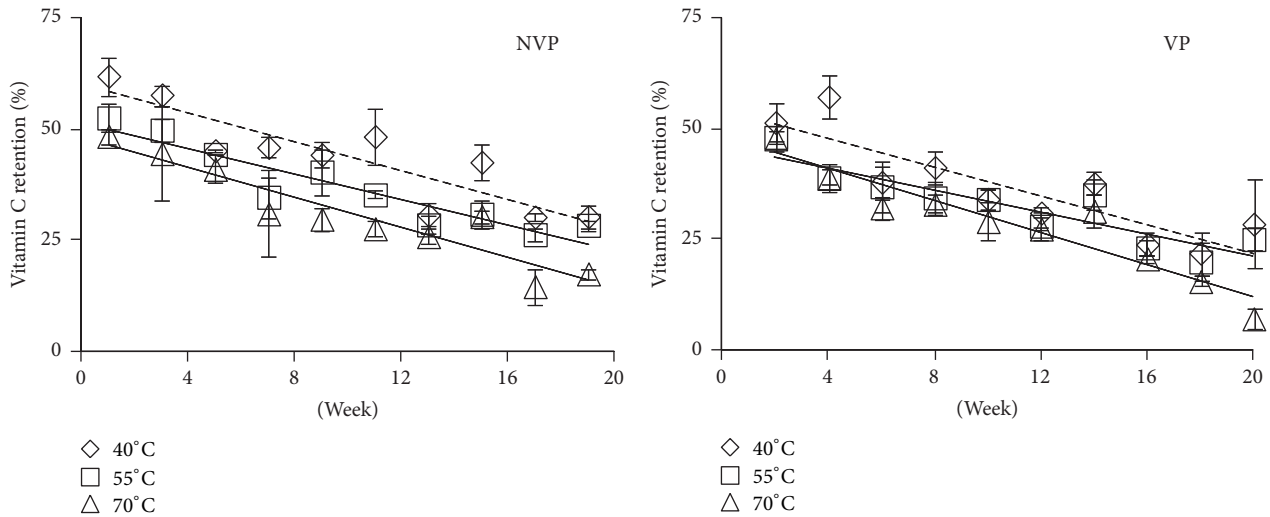 NVP
Vitamin C retention (%)
75
50
25
0
0 4 8 12 16 20
(Week)
40°C
55°C
70°C
VP
Vitamin C retention (%)
75
50
25
0
0 4 8 12 16 20
(Week)
40°C
55°C
70°C